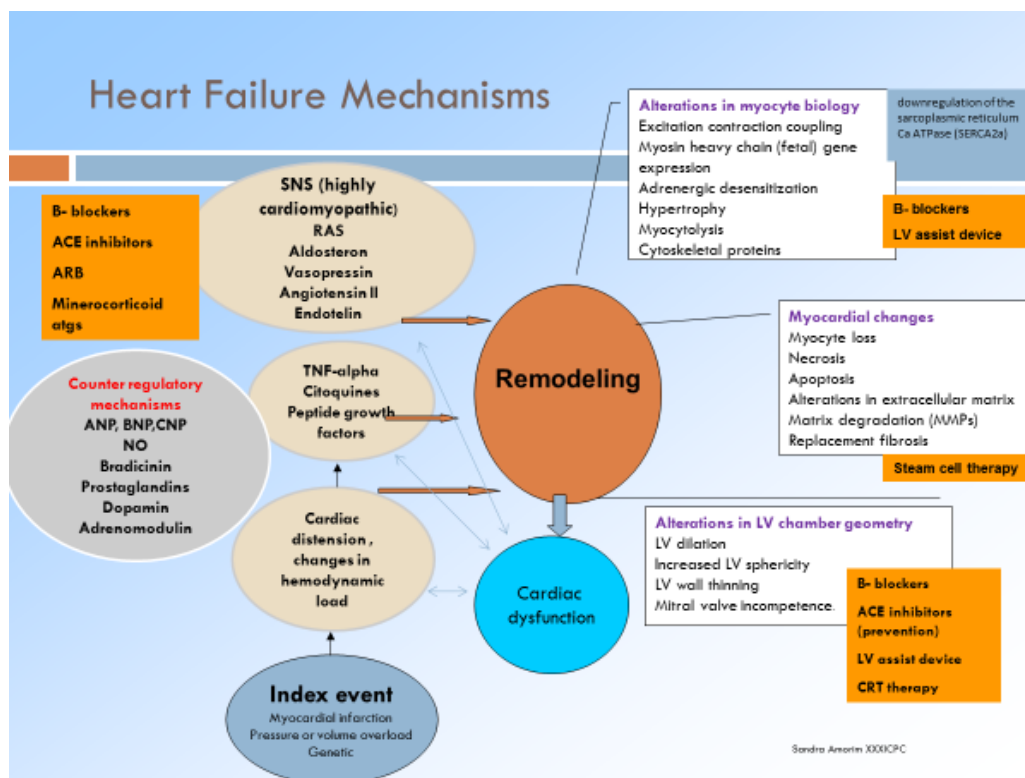 Heart Failure Mechanisms
Alterations in myocyte biology
Excitation contraction coupling
Myosin heavy chain (fetal) gene
expression
Adrenergic desensitization
Hypertrophy
Myocytolysis
Cytoskeletal proteins
downregulation of the
sarcoplasmic reticulum
Ca ATPase (SERCA2a)
B- blockers
LV assist device
SNS (highly
cardiomyopathic)
RAS
Aldosteron
Vasopressin
Angiotensin II
Endotelin
B- blockers
ACE inhibitors
ARB
Minerocorticoid
atgs
Counter regulatory
mechanisms
ANP, BNP,CNP
NO
Bradicinin
Prostaglandins
Dopamin
Adrenomodulin
TNF-alpha
Citoquines
Peptide growth
factors
Remodeling
Myocardial changes
Myocyte loss
Necrosis
Apoptosis
Alterations in extracellular matrix
Matrix degradation (MMPs)
Replacement fibrosis
Steam cell therapy
Cardiac
distension ,
changes in
hemodynamic
load
Cardiac
dysfunction
Alterations in LV chamber geometry
LV dilation
Increased LV sphericity
LV wall thinning
Mitral valve incompetence.
B- blockers
ACE inhibitors
(prevention)
LV assist device
CRT therapy
Index event
Myocardial infarction
Pressure or volume overload
Genetic
Sandra Amorim XXXICPC